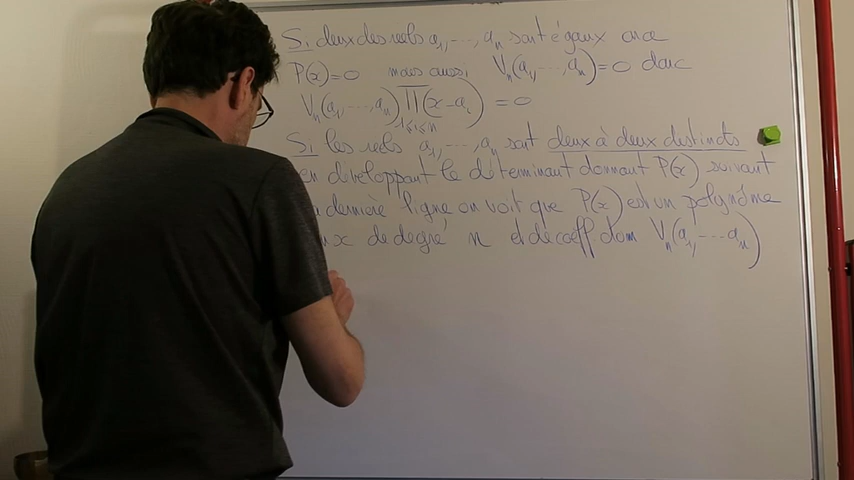 Si deux des réels a₁, ..., aₙ sont égaux on a
P(x)=0 mais aussi Vₙ(a₁, ..., aₙ)=0 donc
Vₙ(a₁, ..., aₙ) ∏_{1≤i≤n} (x-aᵢ) = 0
Si les réels a₁, ..., aₙ sont deux à deux distincts
en développant le déterminant donnant P(x) suivant
dernière ligne on voit que P(x) est un polynôme
x de degré n et de coeff dom Vₙ(a₁, ... aₙ)